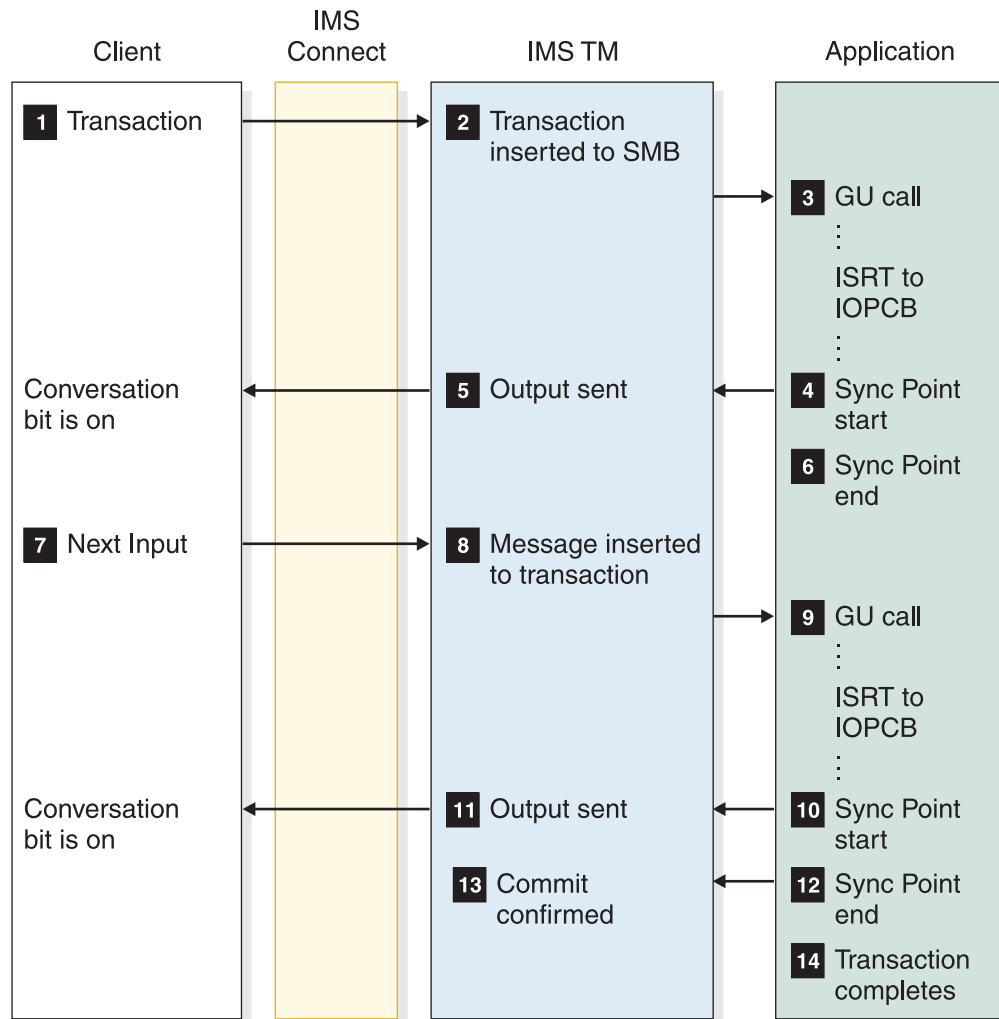 Client
IMS
Connect
IMS TM
Application
1 Transaction
2 Transaction
inserted to SMB
3 GU call
ISRT to
IOPCB
Conversation
bit is on
5 Output sent
4 Sync Point
start
6 Sync Point
end
7 Next Input
8 Message inserted
to transaction
9 GU call
ISRT to
IOPCB
Conversation
bit is on
11 Output sent
10 Sync Point
start
13 Commit
confirmed
12 Sync Point
end
14 Transaction
completes